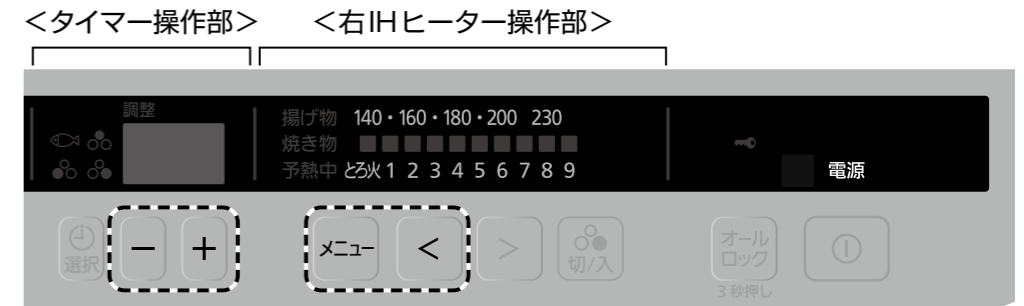 ＜タイマー操作部＞ ＜右IHヒーター操作部＞
調整
揚げ物 140・160・180・200 230
焼き物
予熱中 とろ火 1 2 3 4 5 6 7 8 9
電源
選択 － ＋ メニュー ＜ ＞ 切/入 オール
ロック
3秒押し